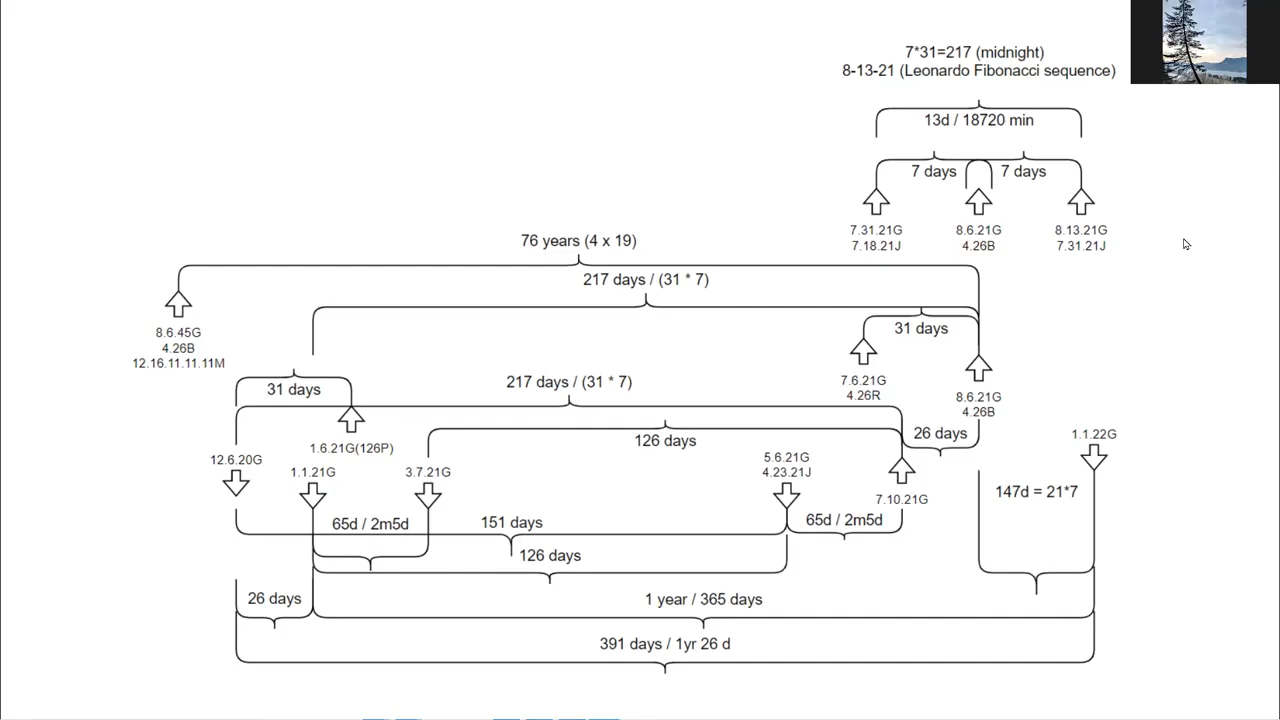 7*31=217 (midnight)
8-13-21 (Leonardo Fibonacci sequence)
13d / 18720 min
7 days
7 days
7.31.21G
7.18.21J
8.6.21G
4.26B
8.13.21G
7.31.21J
76 years (4 x 19)
217 days / (31 * 7)
8.6.45G
4.26B
12.16.11.11.11M
31 days
7.6.21G
4.26R
8.6.21G
4.26B
31 days
217 days / (31 * 7)
1.6.21G(126P)
126 days
26 days
12.6.20G
1.1.21G
3.7.21G
5.6.21G
4.23.21J
7.10.21G
1.1.22G
147d = 21*7
65d / 2m5d
151 days
65d / 2m5d
126 days
26 days
1 year / 365 days
391 days / 1yr 26 d